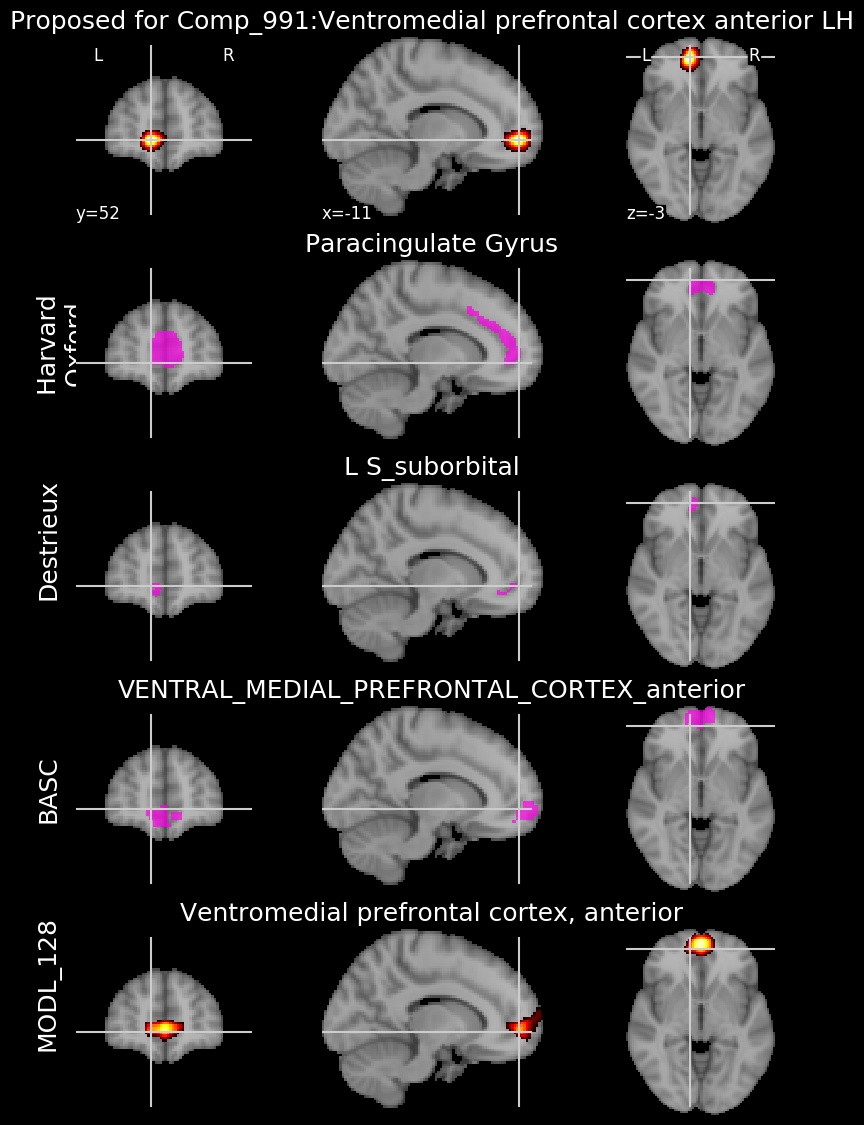 Proposed for Comp_991:Ventromedial prefrontal cortex anterior LH
L R L R
y=52 x=-11 z=-3
Paracingulate Gyrus
Harvard
Oxford
L S_suborbital
Destrieux
VENTRAL_MEDIAL_PREFRONTAL_CORTEX_anterior
BASC
Ventromedial prefrontal cortex, anterior
MODL_128